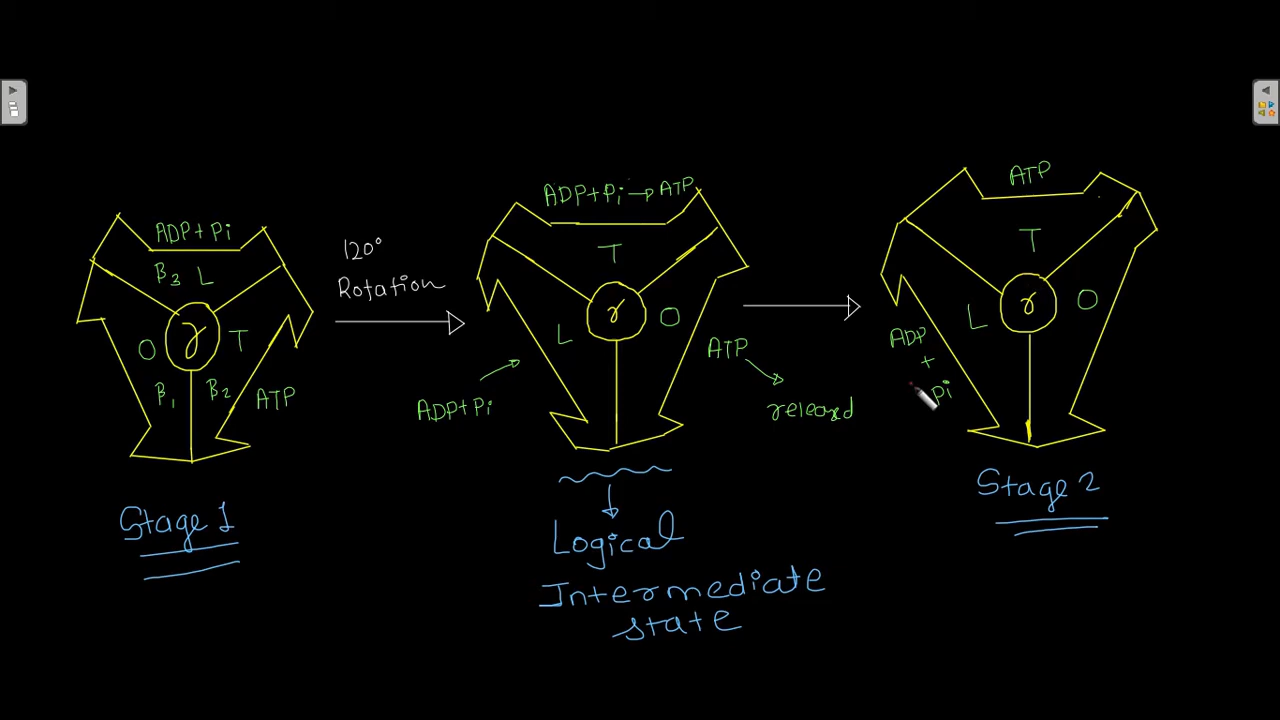 ADP+Pi
β3 L
γ
O
T
β1
β2
ATP
Stage 1
120°
Rotation
ADP+Pi→ATP
T
γ
O
L
ADP+Pi
ATP
released
Logical
Intermediate
state
ATP
T
γ
L
O
ADP
+
Pi
Stage 2